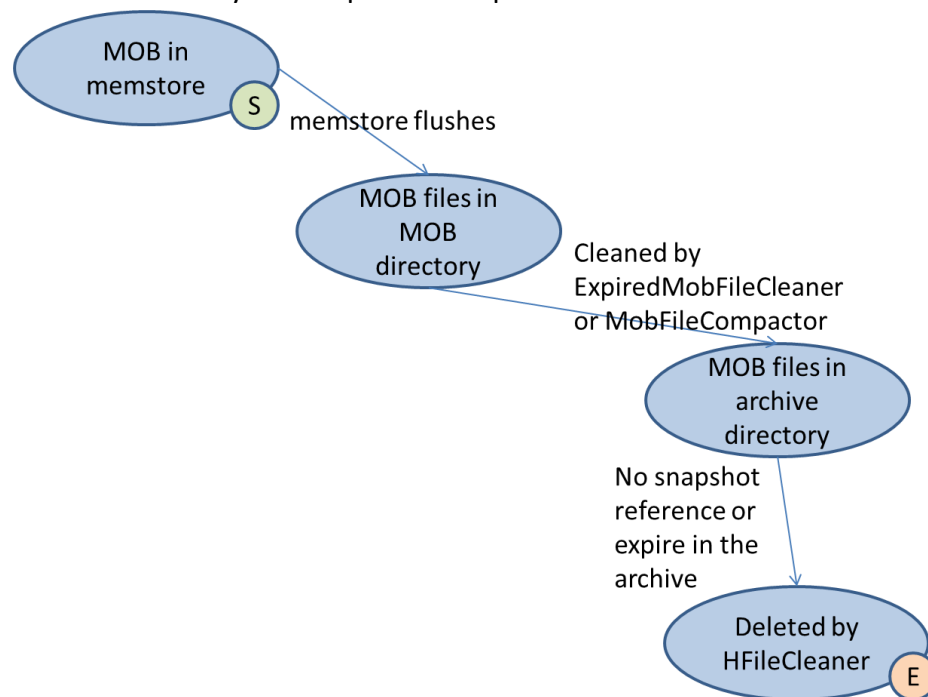 MOB in
memstore
S
memstore flushes
MOB files in
MOB
directory
Cleaned by
ExpiredMobFileCleaner
or MobFileCompactor
MOB files in
archive
directory
No snapshot
reference or
expire in the
archive
Deleted by
HFileCleaner
E